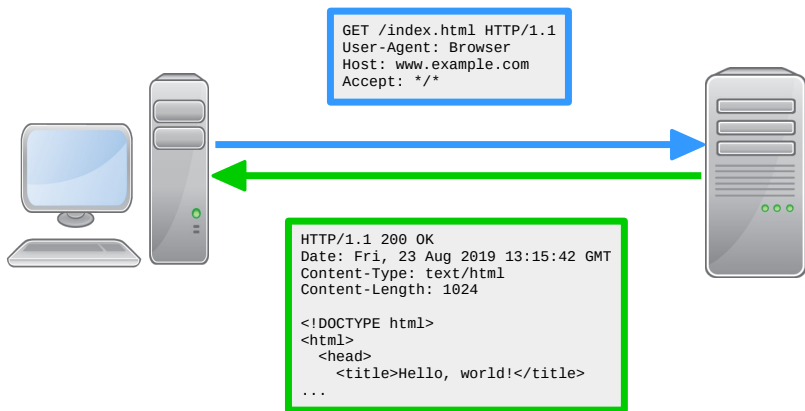 GET /index.html HTTP/1.1
User-Agent: Browser
Host: www.example.com
Accept: */*
HTTP/1.1 200 OK
Date: Fri, 23 Aug 2019 13:15:42 GMT
Content-Type: text/html
Content-Length: 1024

<!DOCTYPE html>
<html>
  <head>
    <title>Hello, world!</title>
...